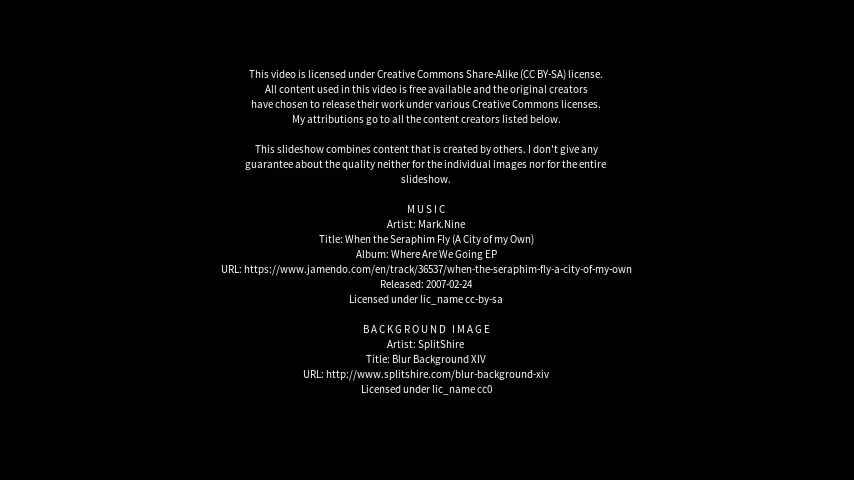 This video is licensed under Creative Commons Share-Alike (CC BY-SA) license.
All content used in this video is free available and the original creators
have chosen to release their work under various Creative Commons licenses.
My attributions go to all the content creators listed below.
This slideshow combines content that is created by others. I don't give any
guarantee about the quality neither for the individual images nor for the entire
slideshow.
MUSIC
Artist: Mark.Nine
Title: When the Seraphim Fly (A City of my Own)
Album: Where Are We Going EP
URL: https://www.jamendo.com/en/track/36537/when-the-seraphim-fly-a-city-of-my-own
Released: 2007-02-24
Licensed under lic_name cc-by-sa
BACKGROUND IMAGE
Artist: SplitShire
Title: Blur Background XIV
URL: http://www.splitshire.com/blur-background-xiv
Licensed under lic_name cc0